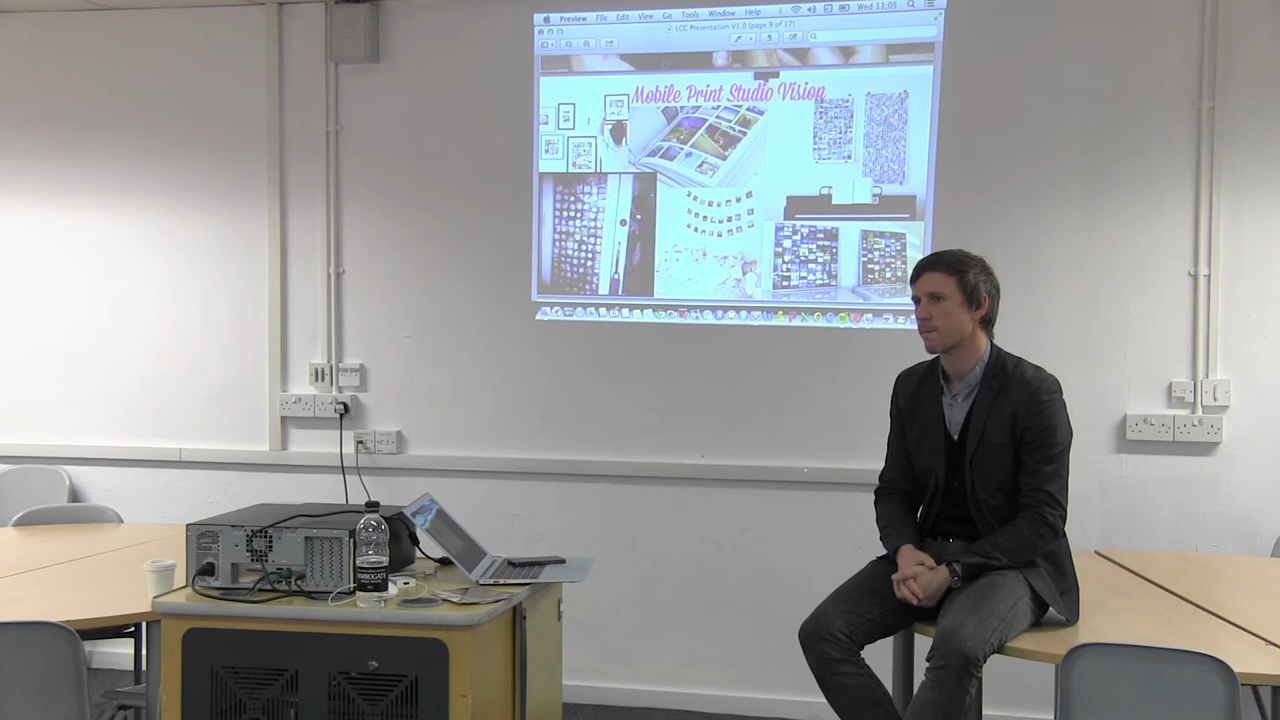 Preview File Edit View Go Tools Window Help Wed 11:05
LCC Presentation V1.0 (page 9 of 17)
Mobile Print Studio Vision
HARROGATE